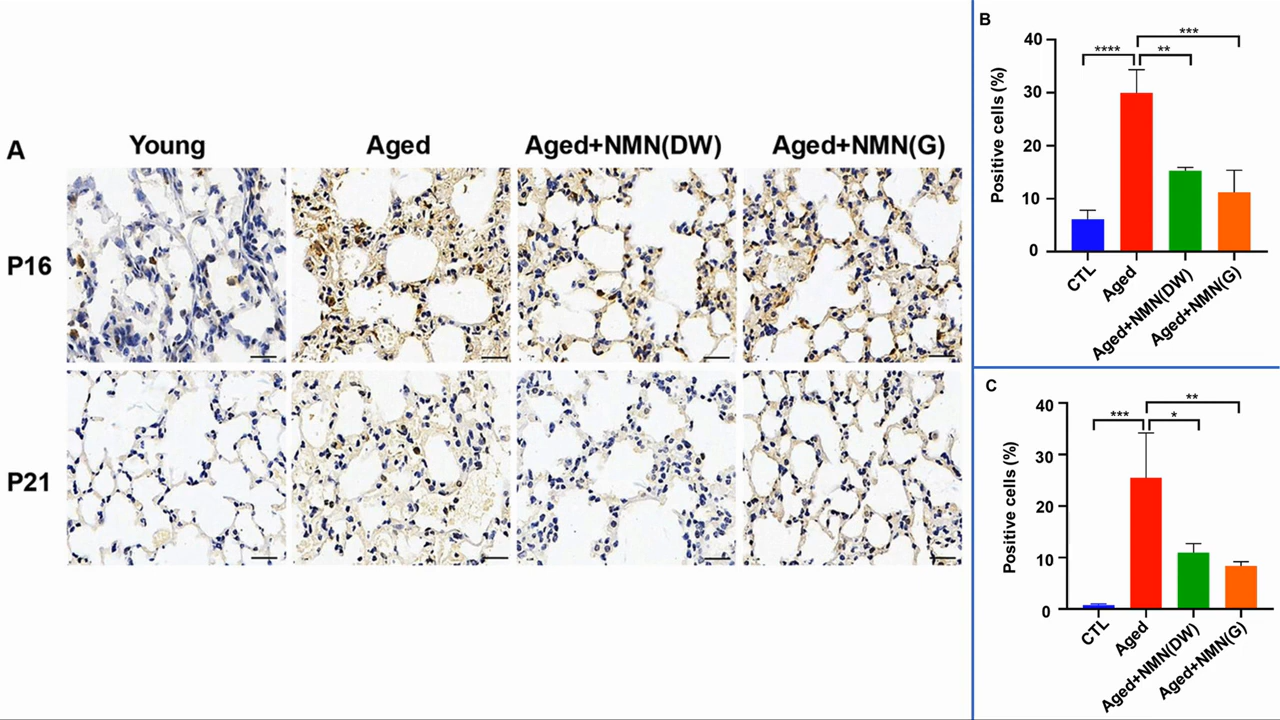 A
Young
Aged
Aged+NMN(DW)
Aged+NMN(G)
P16
P21
B
Positive cells (%)
40
30
20
10
0
****
**
***
CTL
Aged
Aged+NMN(DW)
Aged+NMN(G)
C
Positive cells (%)
40
30
20
10
0
***
*
**
CTL
Aged
Aged+NMN(DW)
Aged+NMN(G)